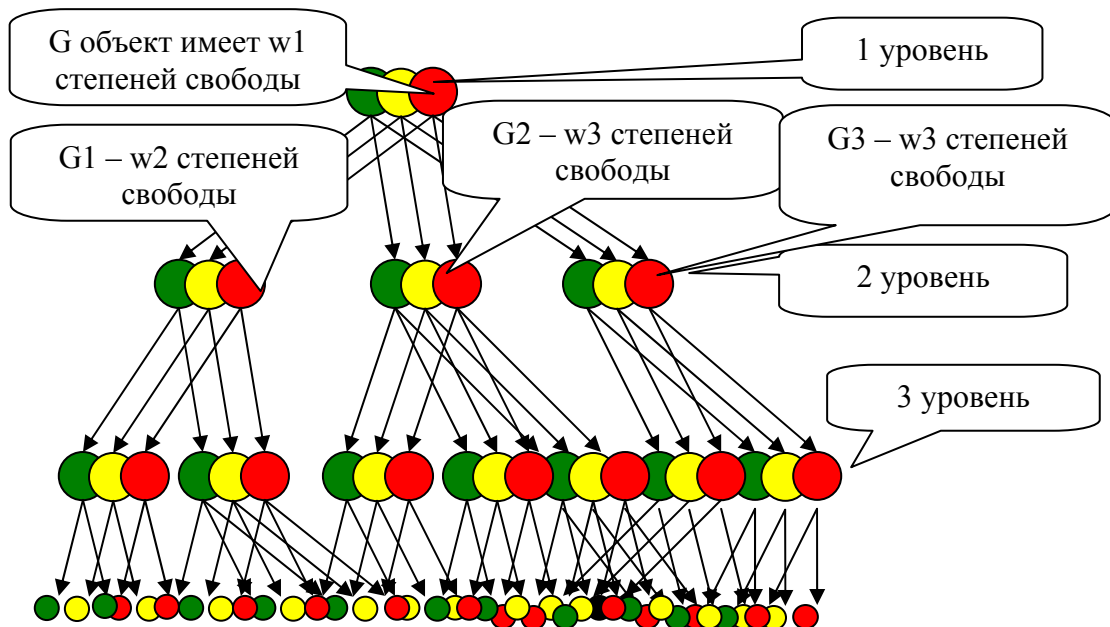 G объект имеет w1
степеней свободы
1 уровень
G1 – w2 степеней
свободы
G2 – w3 степеней
свободы
G3 – w3 степеней
свободы
2 уровень
3 уровень